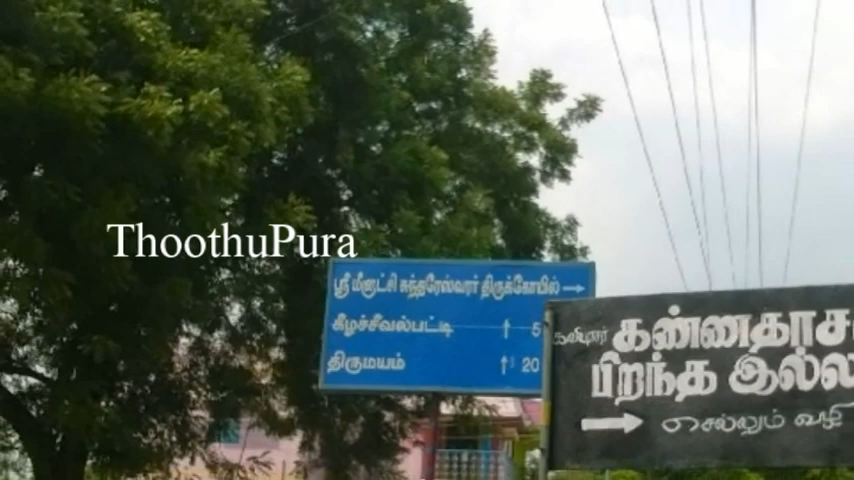 ThoothuPura
ஸ்ரீ மீனாட்சி சுந்தரேஸ்வரர் திருக்கோயில் →
கீழச்சீவல்பட்டி ↑ 5
திருமயம் ↑ 20
கவிஞர் கண்ணதாச
பிறந்த இல்ல
→ செல்லும் வழி